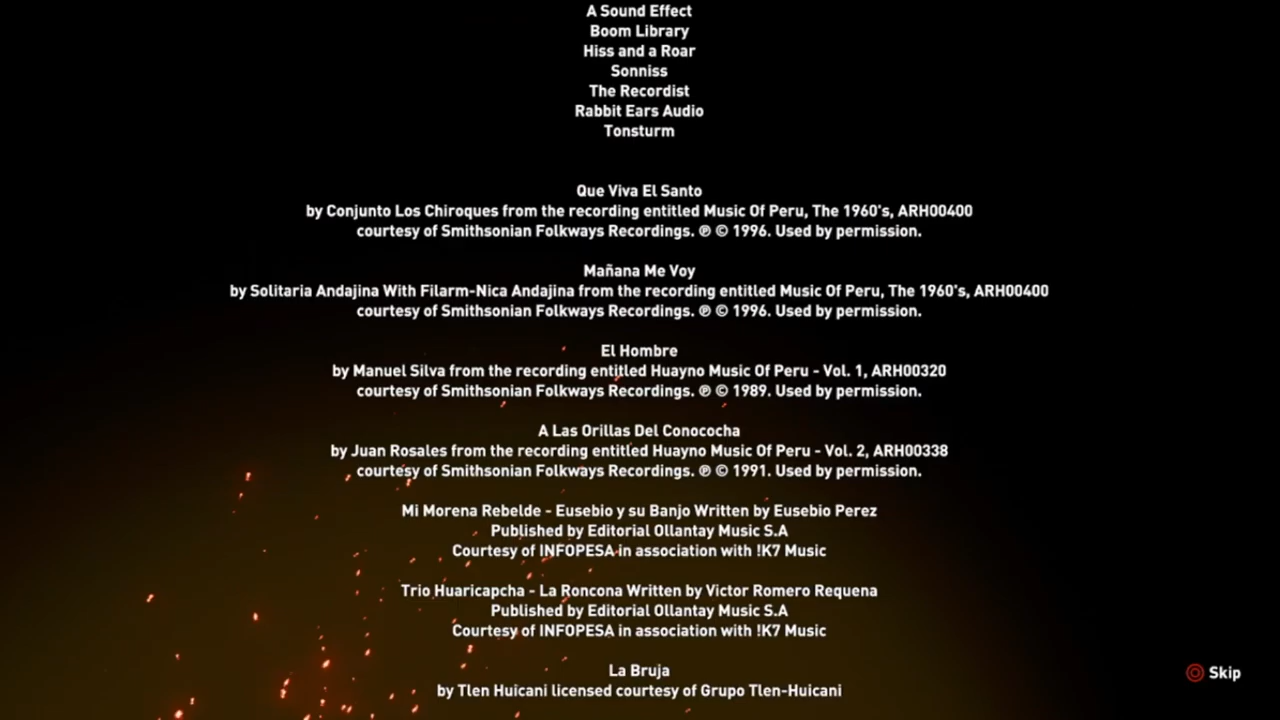 A Sound Effect
Boom Library
Hiss and a Roar
Sonniss
The Recordist
Rabbit Ears Audio
Tonsturm
Que Viva El Santo
by Conjunto Los Chiroques from the recording entitled Music Of Peru, The 1960's, ARH00400
courtesy of Smithsonian Folkways Recordings. ℗ © 1996. Used by permission.
Mañana Me Voy
by Solitaria Andajina With Filarm-Nica Andajina from the recording entitled Music Of Peru, The 1960's, ARH00400
courtesy of Smithsonian Folkways Recordings. ℗ © 1996. Used by permission.
El Hombre
by Manuel Silva from the recording entitled Huayno Music Of Peru - Vol. 1, ARH00320
courtesy of Smithsonian Folkways Recordings. ℗ © 1989. Used by permission.
A Las Orillas Del Conococha
by Juan Rosales from the recording entitled Huayno Music Of Peru - Vol. 2, ARH00338
courtesy of Smithsonian Folkways Recordings. ℗ © 1991. Used by permission.
Mi Morena Rebelde - Eusebio y su Banjo Written by Eusebio Perez
Published by Editorial Ollantay Music S.A
Courtesy of INFOPESA in association with !K7 Music
Trio Huaricapcha - La Roncona Written by Victor Romero Requena
Published by Editorial Ollantay Music S.A
Courtesy of INFOPESA in association with !K7 Music
La Bruja
by Tlen Huicani licensed courtesy of Grupo Tlen-Huicani
Skip